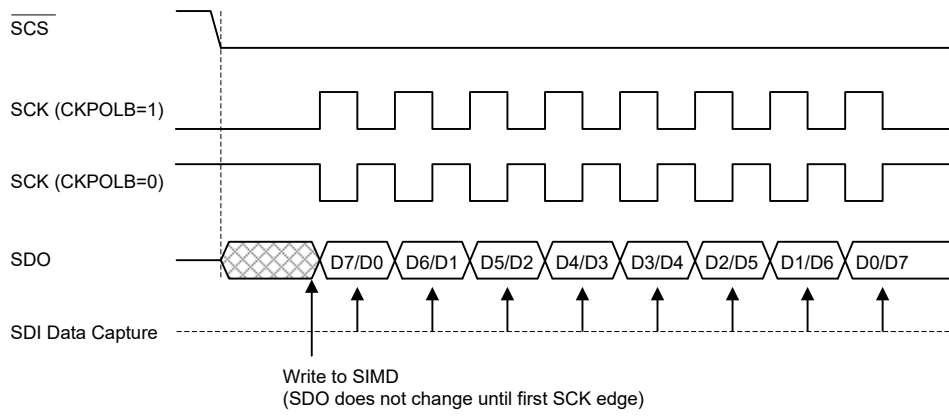 SCS
SCK (CKPOLB=1)
SCK (CKPOLB=0)
SDO
D7/D0 D6/D1 D5/D2 D4/D3 D3/D4 D2/D5 D1/D6 D0/D7
SDI Data Capture
Write to SIMD
(SDO does not change until first SCK edge)